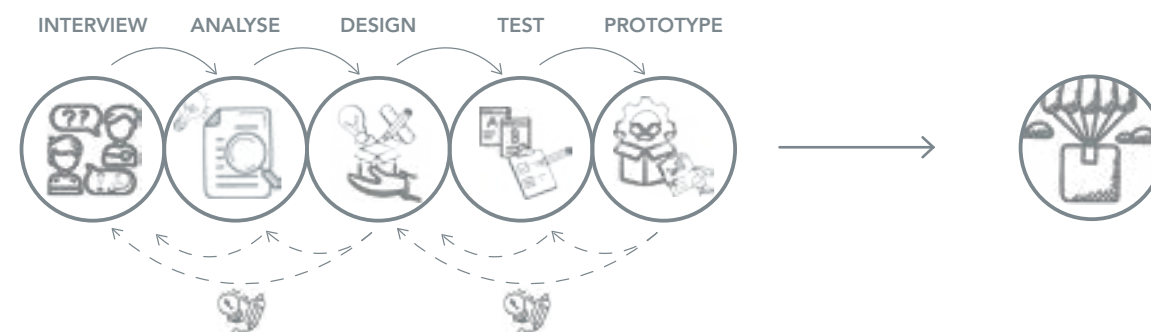 INTERVIEW ANALYSE DESIGN TEST PROTOTYPE
??
A